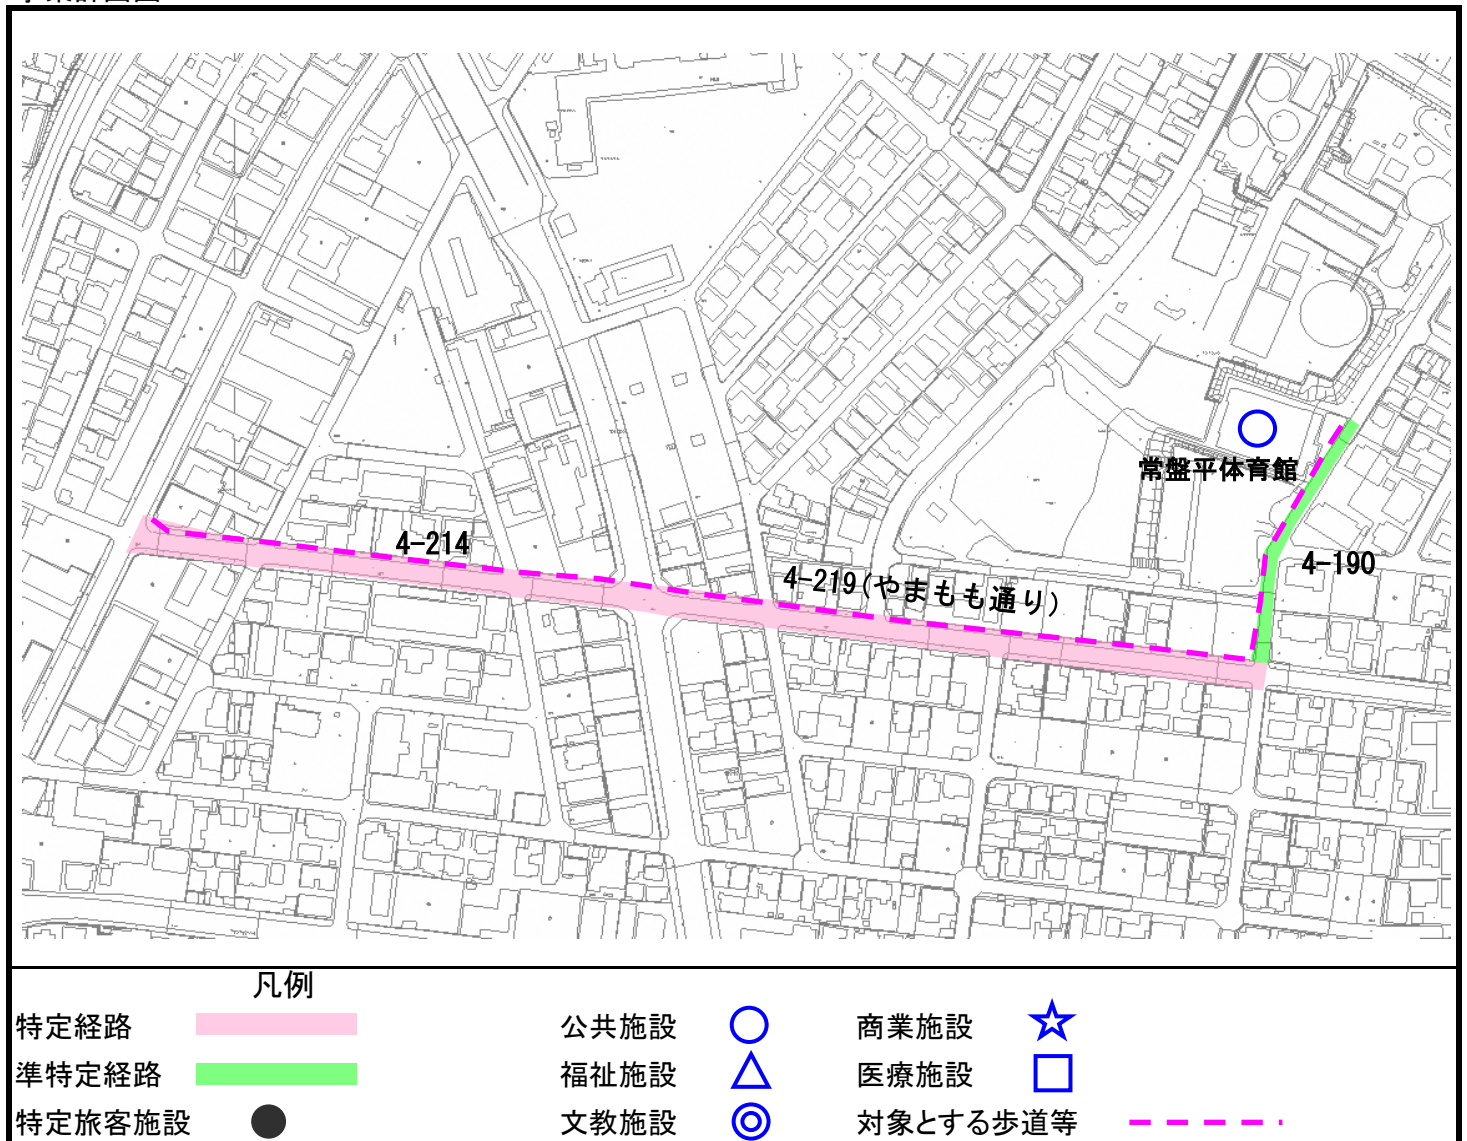 常盤平体育館
4-214
4-190
4-219(やまもも通り)
凡例
特定経路
公共施設
商業施設
準特定経路
福祉施設
医療施設
特定旅客施設
文教施設
対象とする歩道等